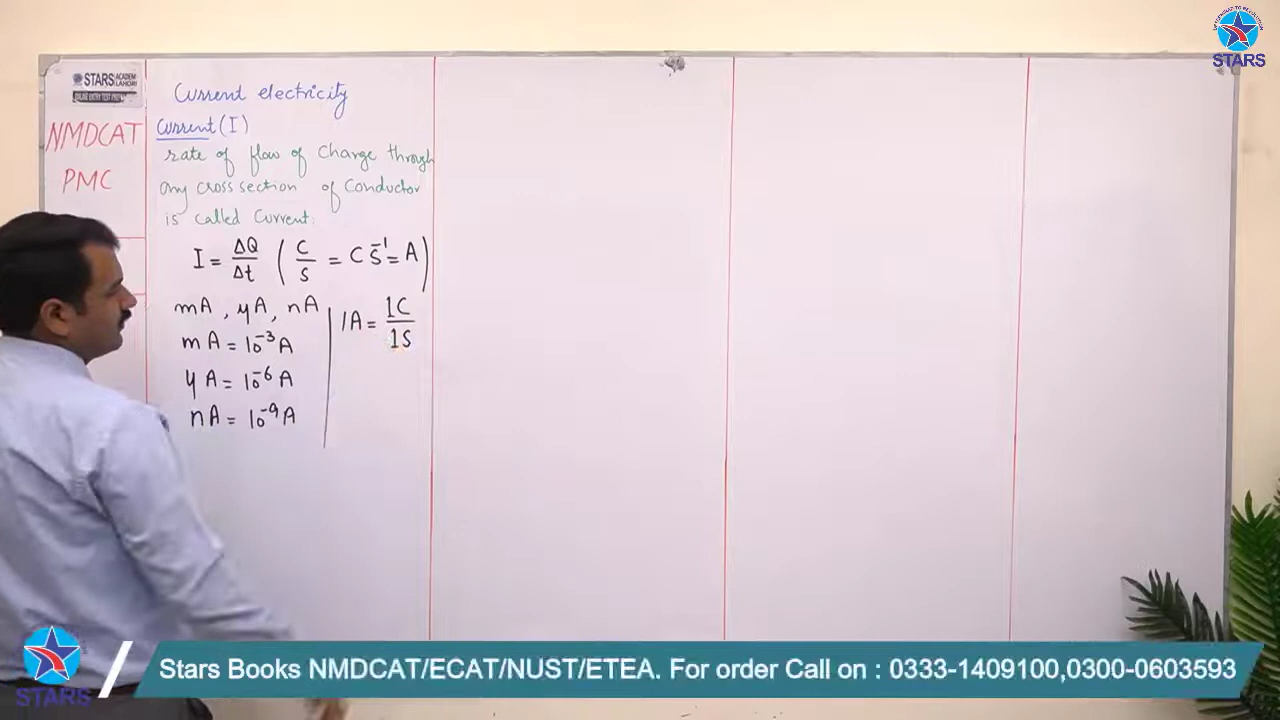 STARS ACADEMY LAHORE
ONLINE ENTRY TEST PREP
NMDCAT
PMC
Current electricity
Current (I)
rate of flow of Charge through
any cross section of Conductor
is called Current.
I = ΔQ/Δt (C/S = C S⁻¹ = A)
mA, μA, nA
mA = 10⁻³A
μA = 10⁻⁶A
nA = 10⁻⁹A
1A = 1C/1S
STARS
STARS
Stars Books NMDCAT/ECAT/NUST/ETEA. For order Call on : 0333-1409100,0300-0603593